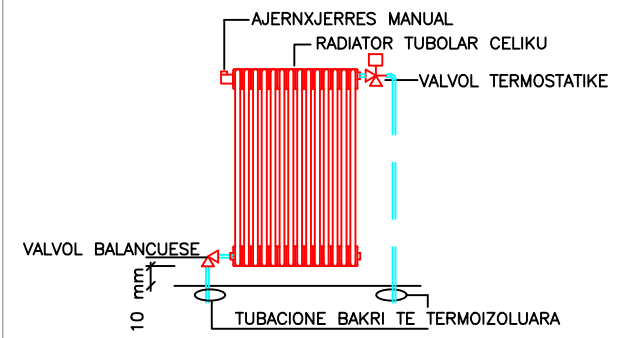 AJERNXJERRES MANUAL
RADIATOR TUBOLAR CELIKU
VALVOL TERMOSTATIKE
VALVOL BALANCUESE
10 mm
TUBACIONE BAKRI TE TERMOIZOLUARA